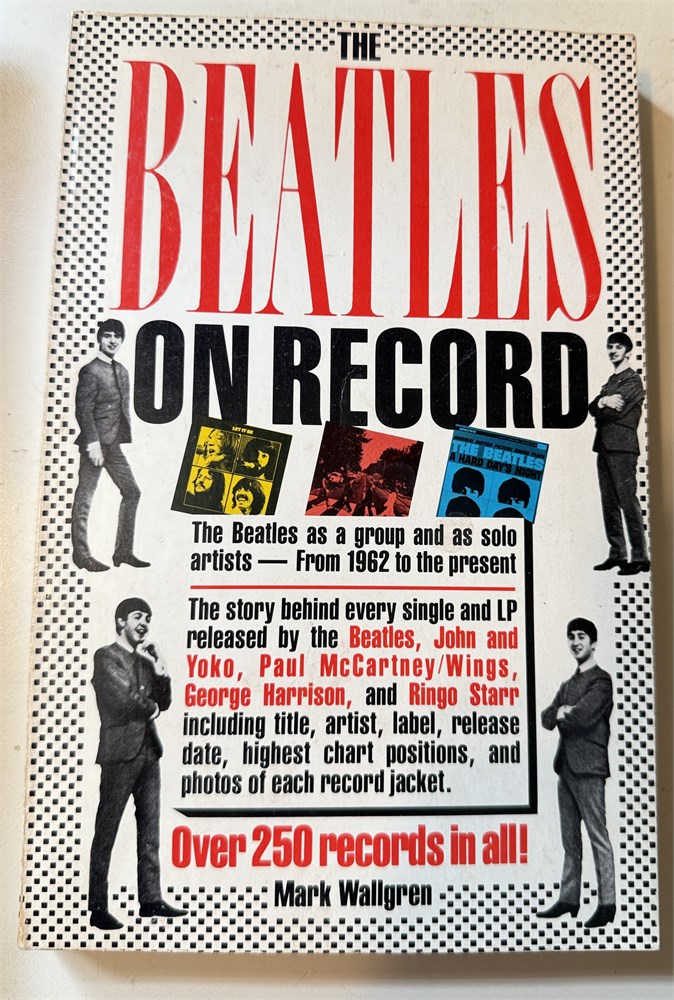 THE
BEATLES
ON RECORD
LET IT BE
THE BEATLES
A HARD DAY'S NIGHT
The Beatles as a group and as solo
artists — From 1962 to the present
The story behind every single and LP
released by the Beatles, John and
Yoko, Paul McCartney/Wings,
George Harrison, and Ringo Starr
including title, artist, label, release
date, highest chart positions, and
photos of each record jacket.
Over 250 records in all!
Mark Wallgren